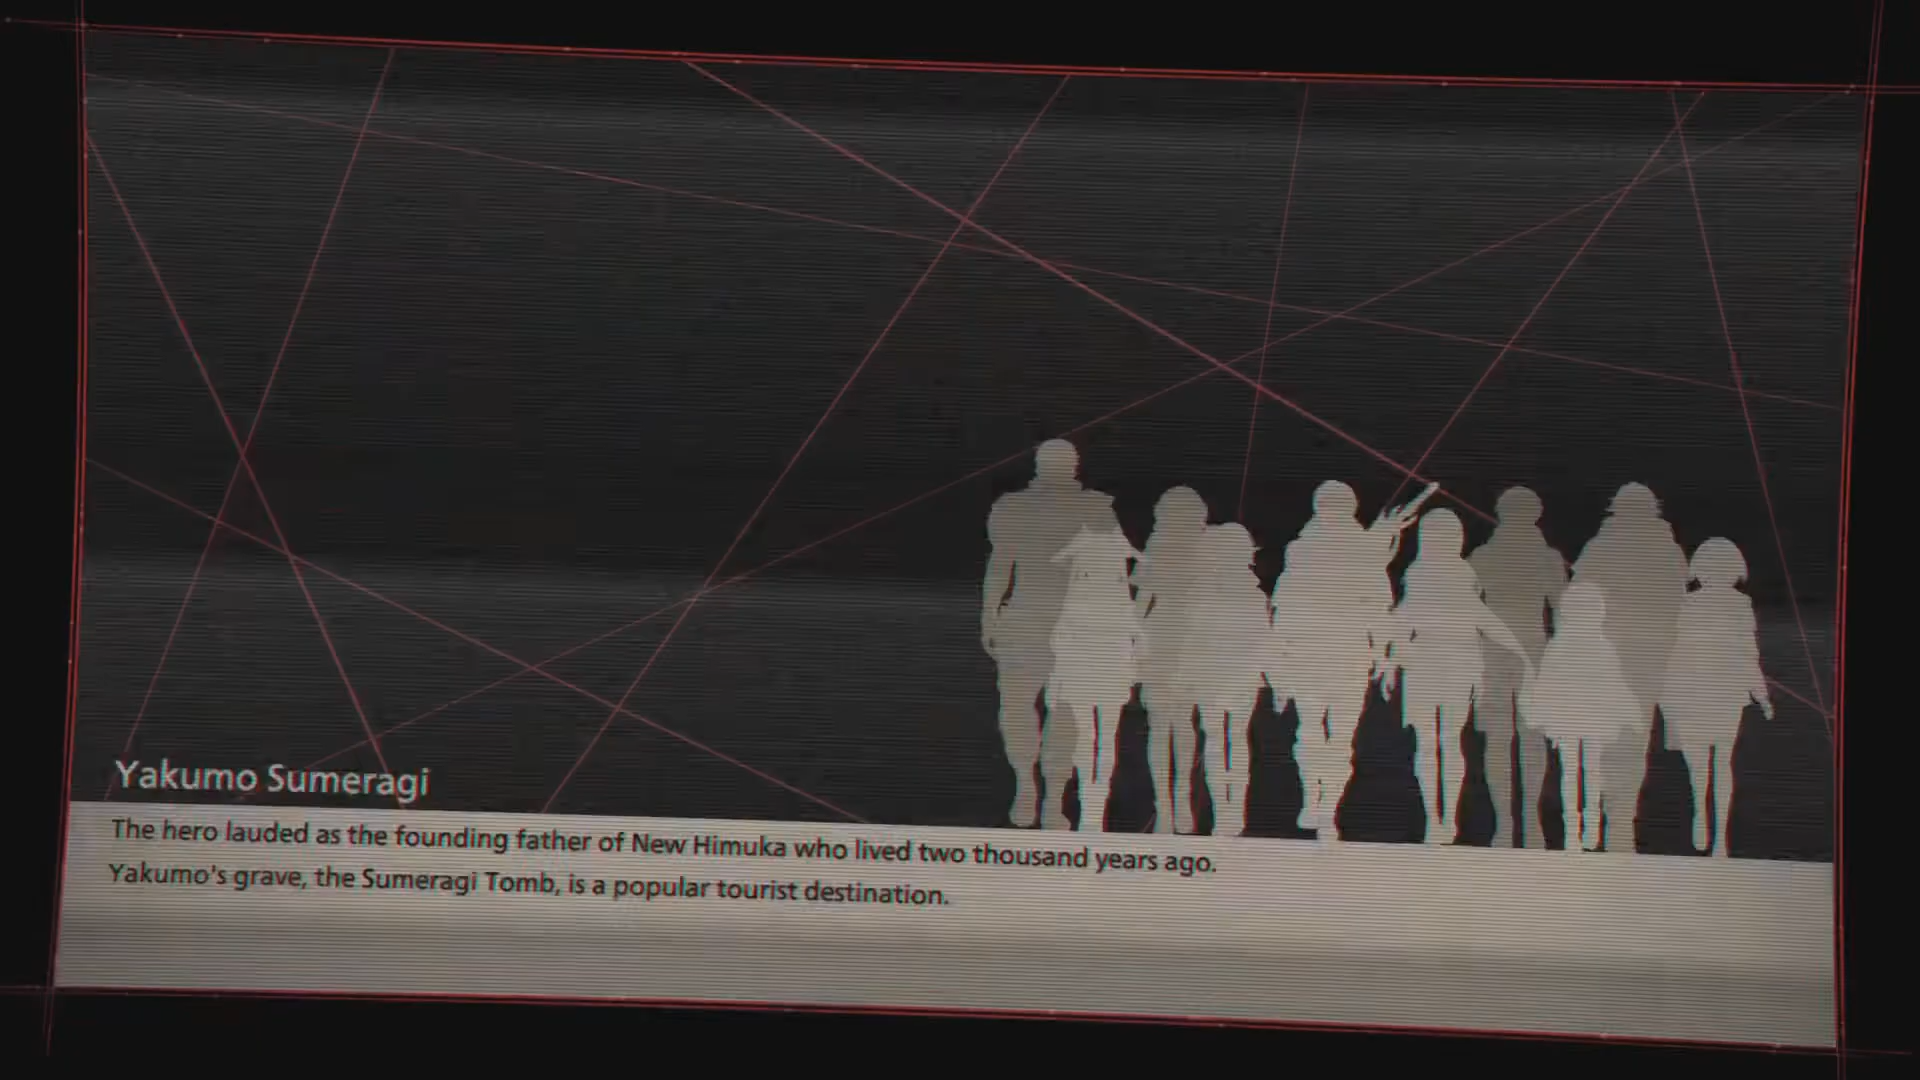 Yakumo Sumeragi
The hero lauded as the founding father of New Himuka who lived two thousand years ago.
Yakumo's grave, the Sumeragi Tomb, is a popular tourist destination.